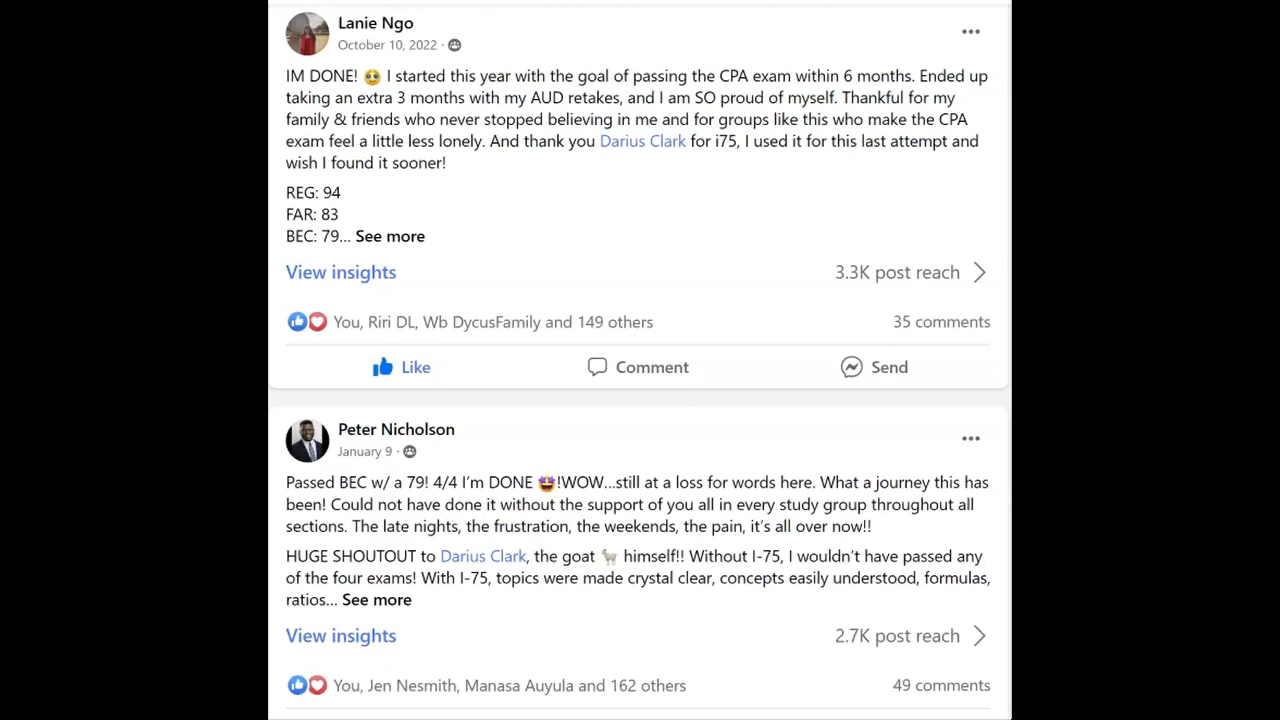 Lanie Ngo
October 10, 2022 ·
IM DONE! 🥹 I started this year with the goal of passing the CPA exam within 6 months. Ended up
taking an extra 3 months with my AUD retakes, and I am SO proud of myself. Thankful for my
family & friends who never stopped believing in me and for groups like this who make the CPA
exam feel a little less lonely. And thank you Darius Clark for i75, I used it for this last attempt and
wish I found it sooner!
REG: 94
FAR: 83
BEC: 79... See more
View insights
3.3K post reach
You, Riri DL, Wb DycusFamily and 149 others
35 comments
Like
Comment
Send
Peter Nicholson
January 9 ·
Passed BEC w/ a 79! 4/4 I'm DONE 🤩!WOW...still at a loss for words here. What a journey this has
been! Could not have done it without the support of you all in every study group throughout all
sections. The late nights, the frustration, the weekends, the pain, it's all over now!!
HUGE SHOUTOUT to Darius Clark, the goat 🐐 himself!! Without I-75, I wouldn't have passed any
of the four exams! With I-75, topics were made crystal clear, concepts easily understood, formulas,
ratios... See more
View insights
2.7K post reach
You, Jen Nesmith, Manasa Auyula and 162 others
49 comments